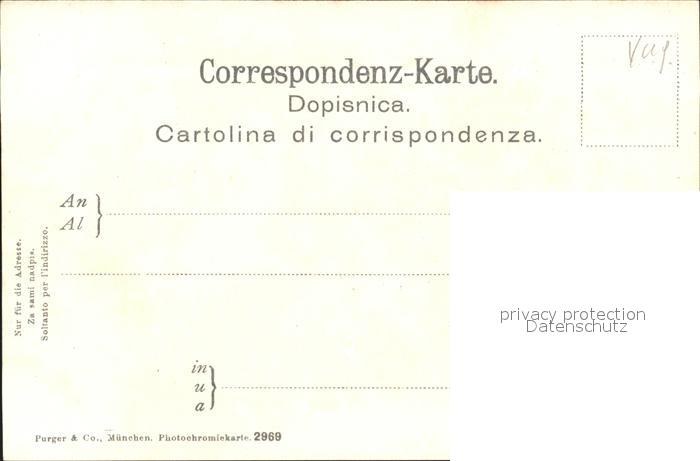 Correspondenz-Karte.
Dopisnica.
Cartolina di corrispondenza.
An
Al
Nur für die Adresse.
Za sami nadpis.
Soltanto per l'indirizzo.
privacy protection
Datenschutz
in
u
a
Purger & Co., München. Photochromiekarte. 2969